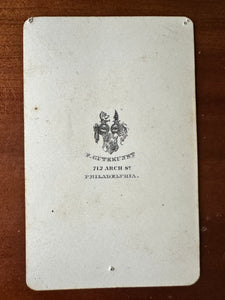 F. GUTEKUNST
712 ARCH ST
PHILADELPHIA.